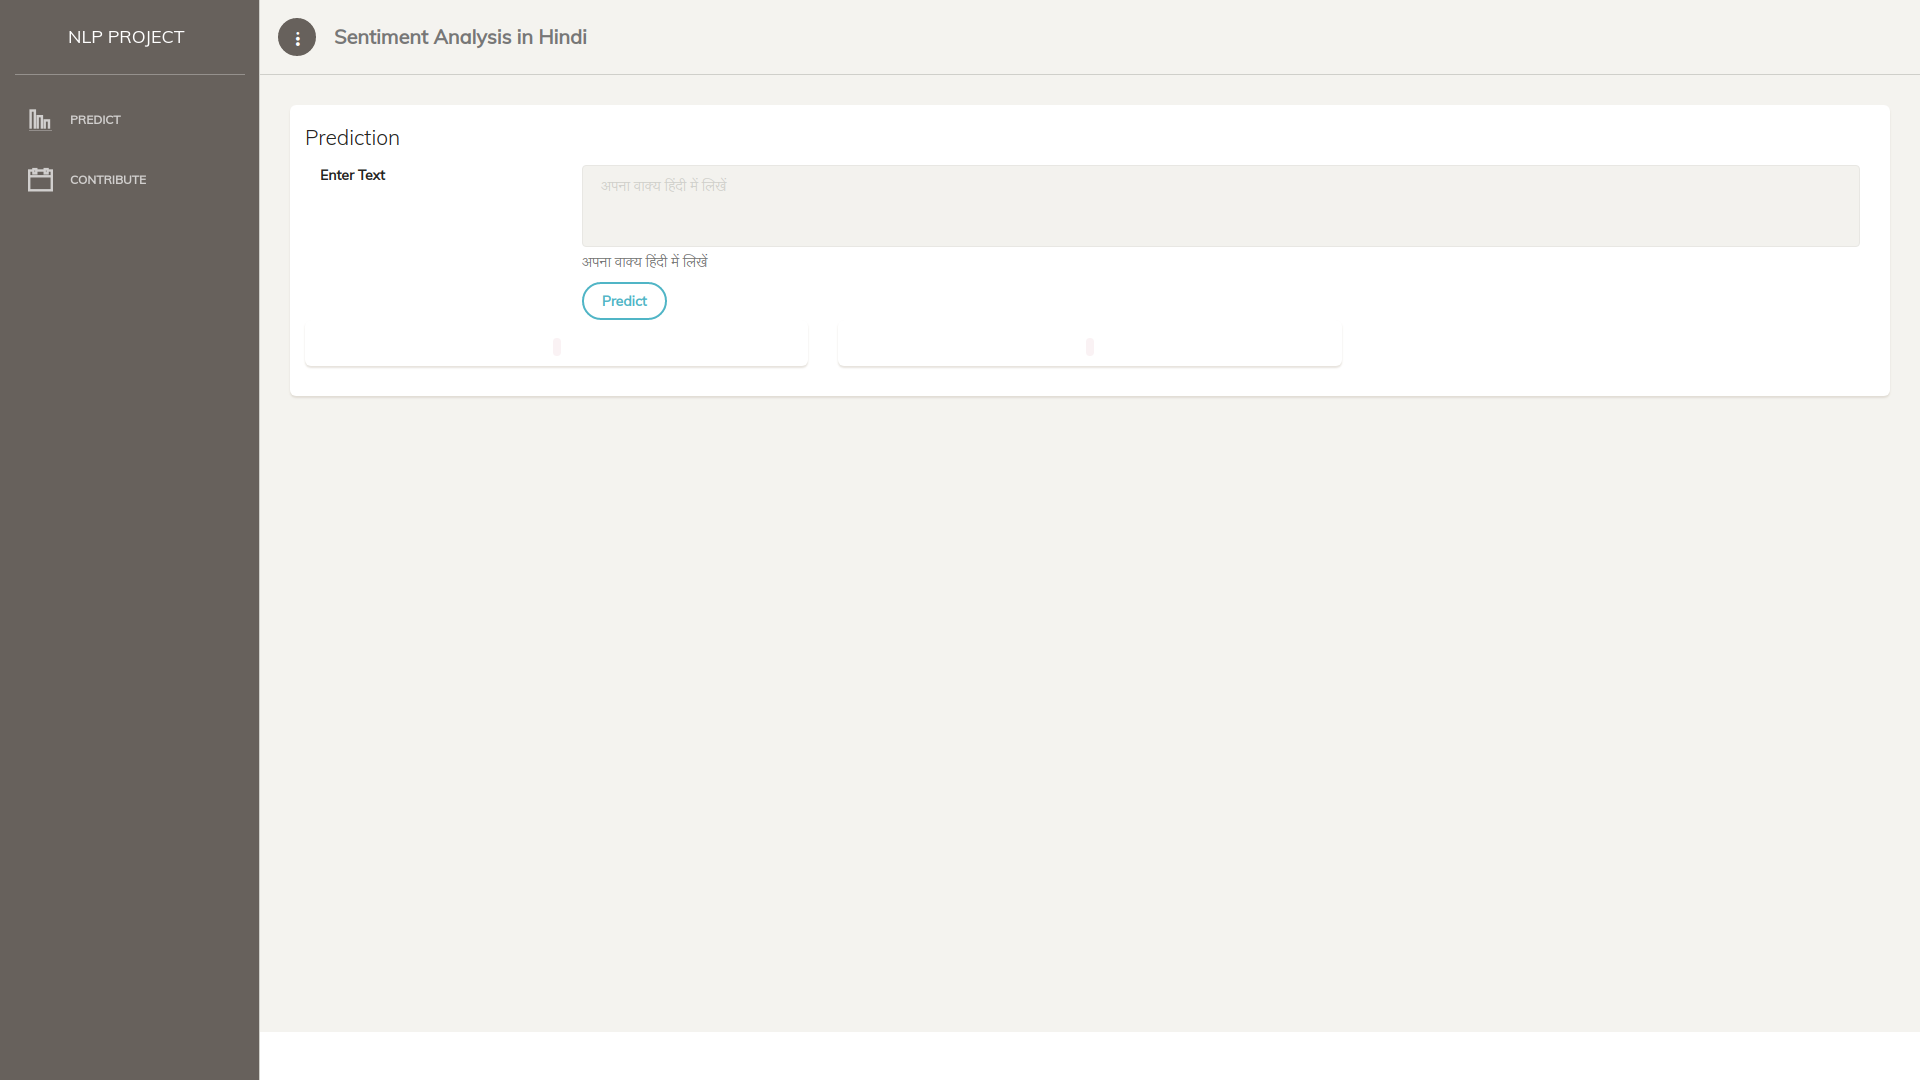 NLP PROJECT
PREDICT
CONTRIBUTE
Sentiment Analysis in Hindi
Prediction
Enter Text
अपना वाक्य हिंदी में लिखें
अपना वाक्य हिंदी में लिखें
Predict